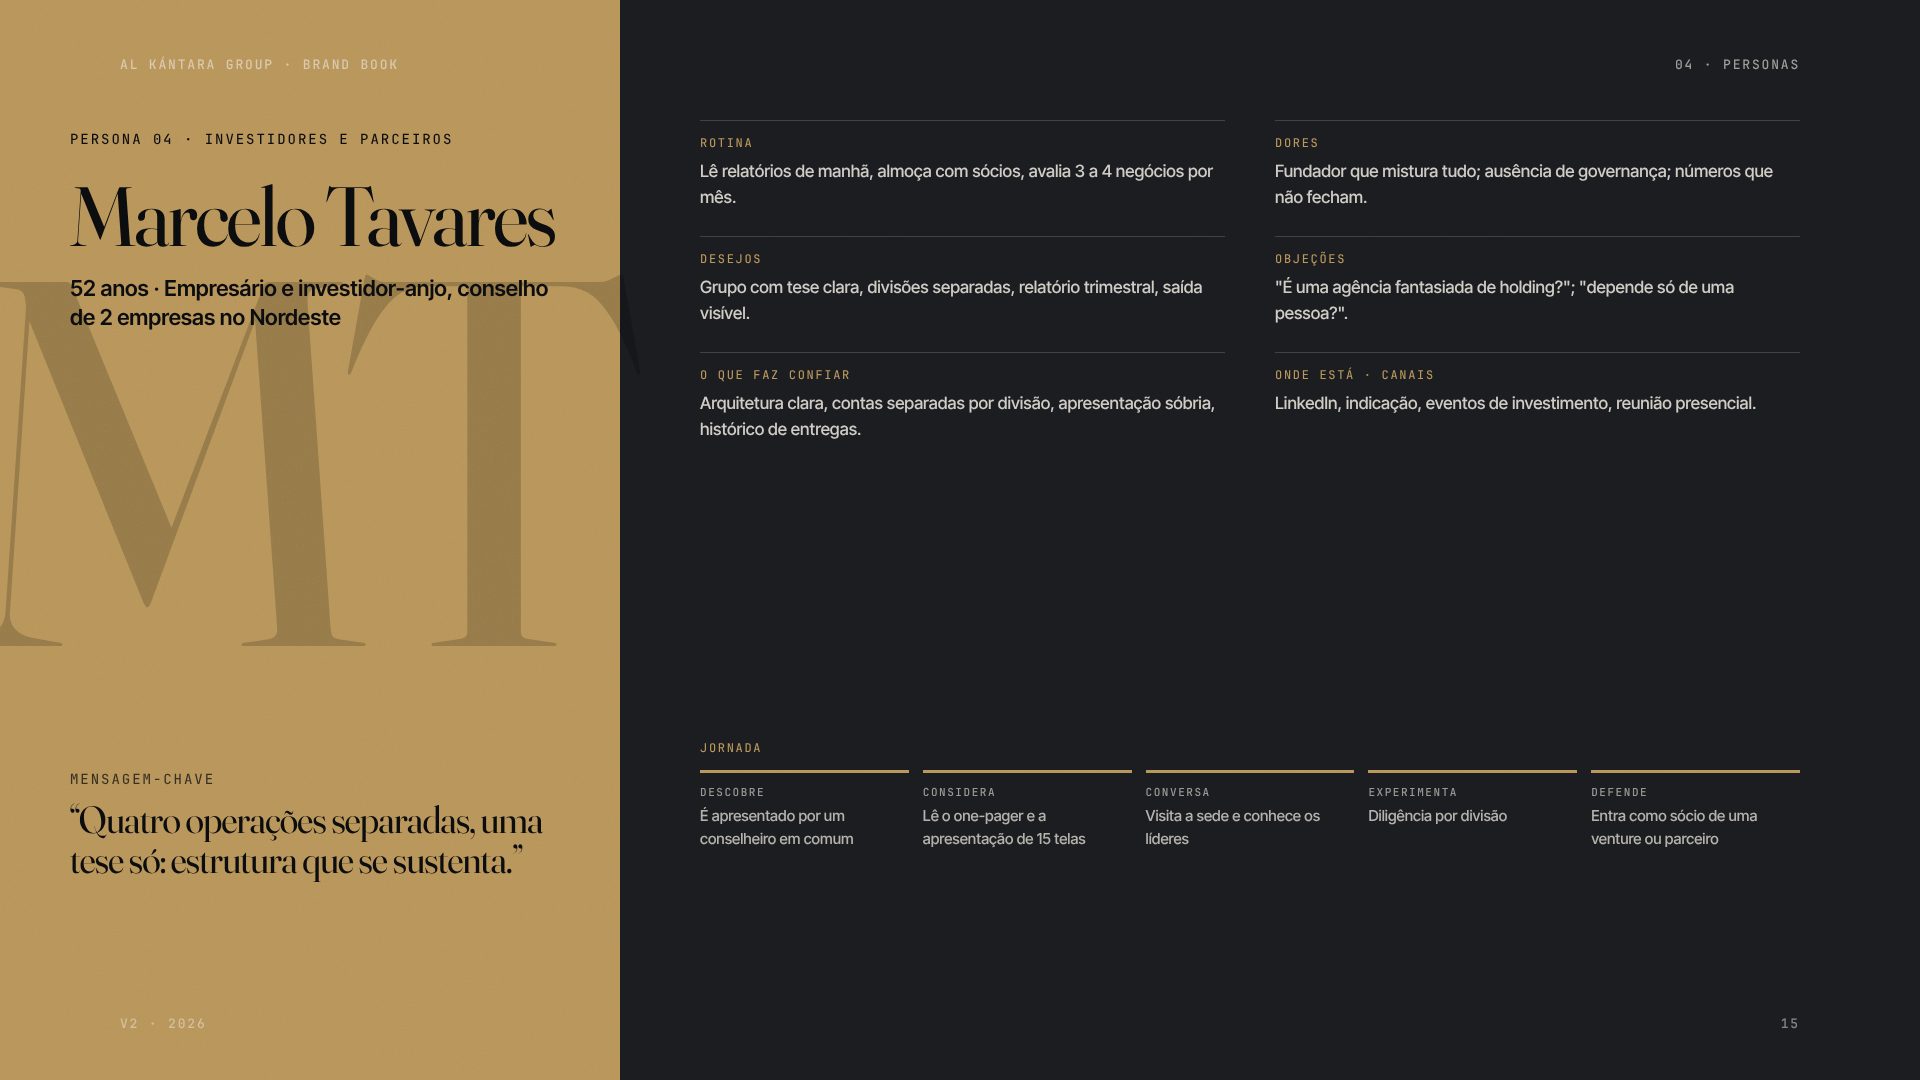 AL KÁNTARA GROUP · BRAND BOOK
04 · PERSONAS
PERSONA 04 · INVESTIDORES E PARCEIROS
Marcelo Tavares
52 anos · Empresário e investidor-anjo, conselho
de 2 empresas no Nordeste
MT
MENSAGEM-CHAVE
“Quatro operações separadas, uma
tese só: estrutura que se sustenta.”
ROTINA
Lê relatórios de manhã, almoça com sócios, avalia 3 a 4 negócios por
mês.
DORES
Fundador que mistura tudo; ausência de governança; números que
não fecham.
DESEJOS
Grupo com tese clara, divisões separadas, relatório trimestral, saída
visível.
OBJEÇÕES
"É uma agência fantasiada de holding?"; "depende só de uma
pessoa?".
O QUE FAZ CONFIAR
Arquitetura clara, contas separadas por divisão, apresentação sóbria,
histórico de entregas.
ONDE ESTÁ · CANAIS
LinkedIn, indicação, eventos de investimento, reunião presencial.
JORNADA
DESCOBRE
É apresentado por um
conselheiro em comum
CONSIDERA
Lê o one-pager e a
apresentação de 15 telas
CONVERSA
Visita a sede e conhece os
líderes
EXPERIMENTA
Diligência por divisão
DEFENDE
Entra como sócio de uma
venture ou parceiro
V2 · 2026
15